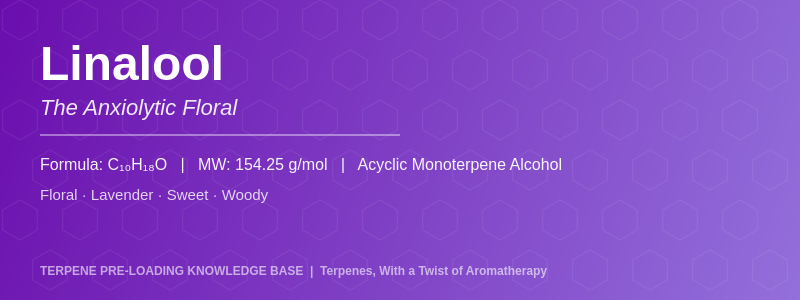 Linalool
The Anxiolytic Floral
Formula: C₁₀H₁₈O | MW: 154.25 g/mol | Acyclic Monoterpene Alcohol
Floral · Lavender · Sweet · Woody
TERPENE PRE-LOADING KNOWLEDGE BASE | Terpenes, With a Twist of Aromatherapy